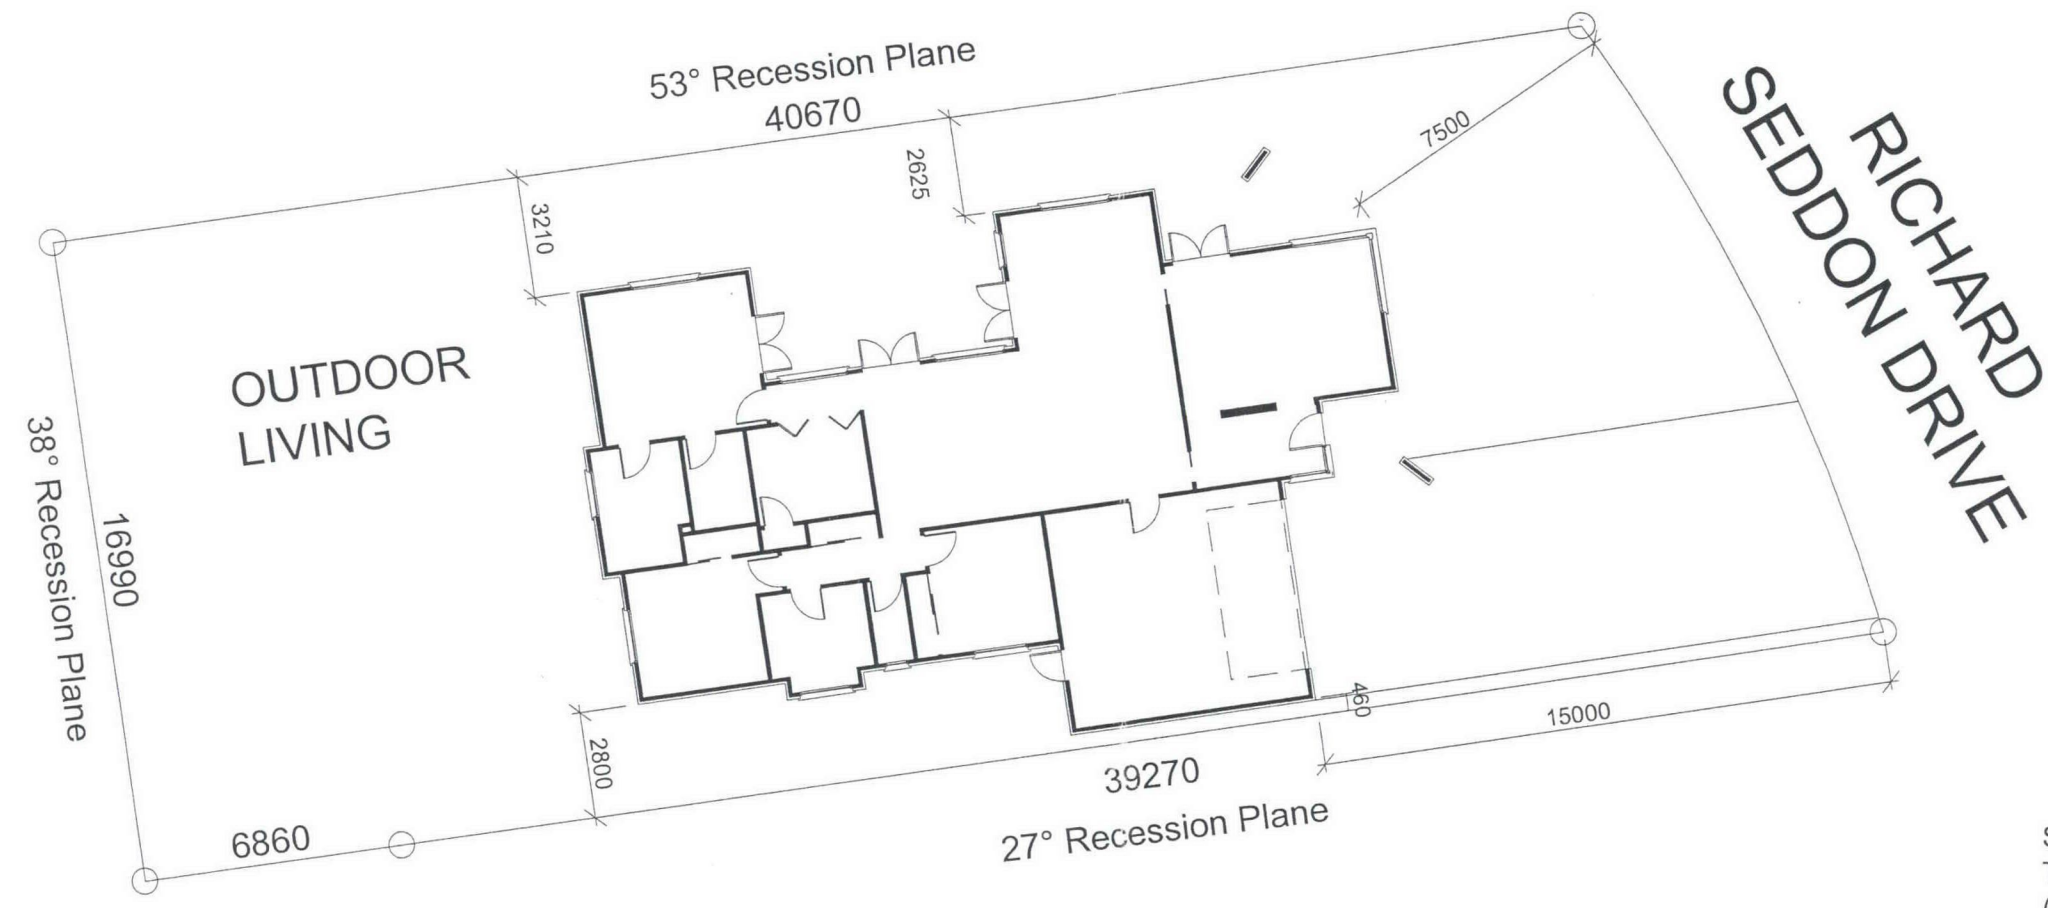 53° Recession Plane
40670
7500
RICHARD
SEDDON DRIVE
2625
3210
OUTDOOR
LIVING
38° Recession Plane
16990
460
15000
2800
39270
6860
27° Recession Plane